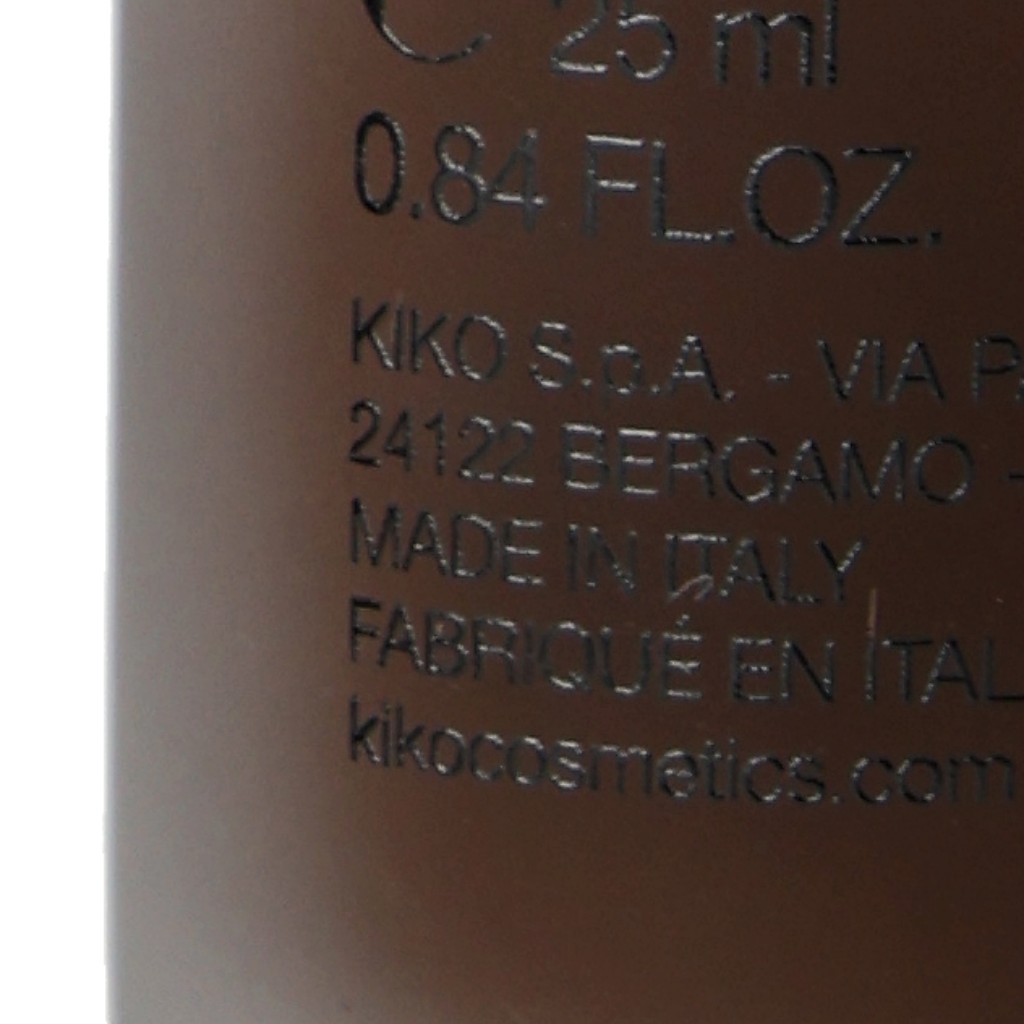 25 ml
0.84 FL.OZ.
KIKO S.p.A. - VIA
24122 BERGAMO -
MADE IN ITALY
FABRIQUÉ EN ITAL
kikocosmetics.com